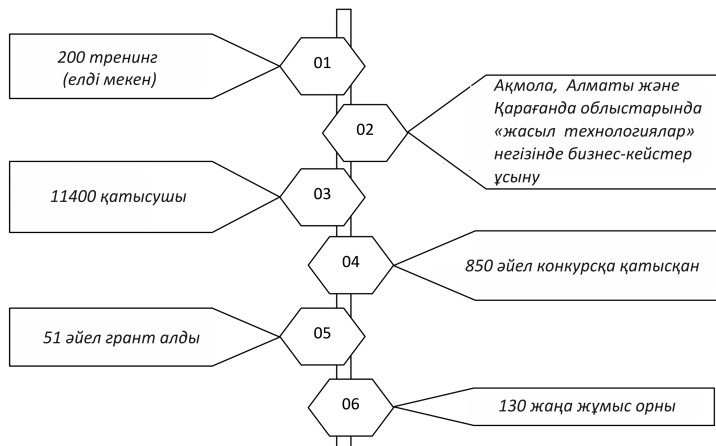 01
200 тренинг
(елді мекен)
02
Ақмола, Алматы және
Қарағанда облыстарында
«жасыл технологиялар»
негізінде бизнес-кейстер
ұсыну
03
11400 қатысушы
04
850 әйел конкурсқа қатысқан
05
51 әйел грант алды
06
130 жаңа жұмыс орны